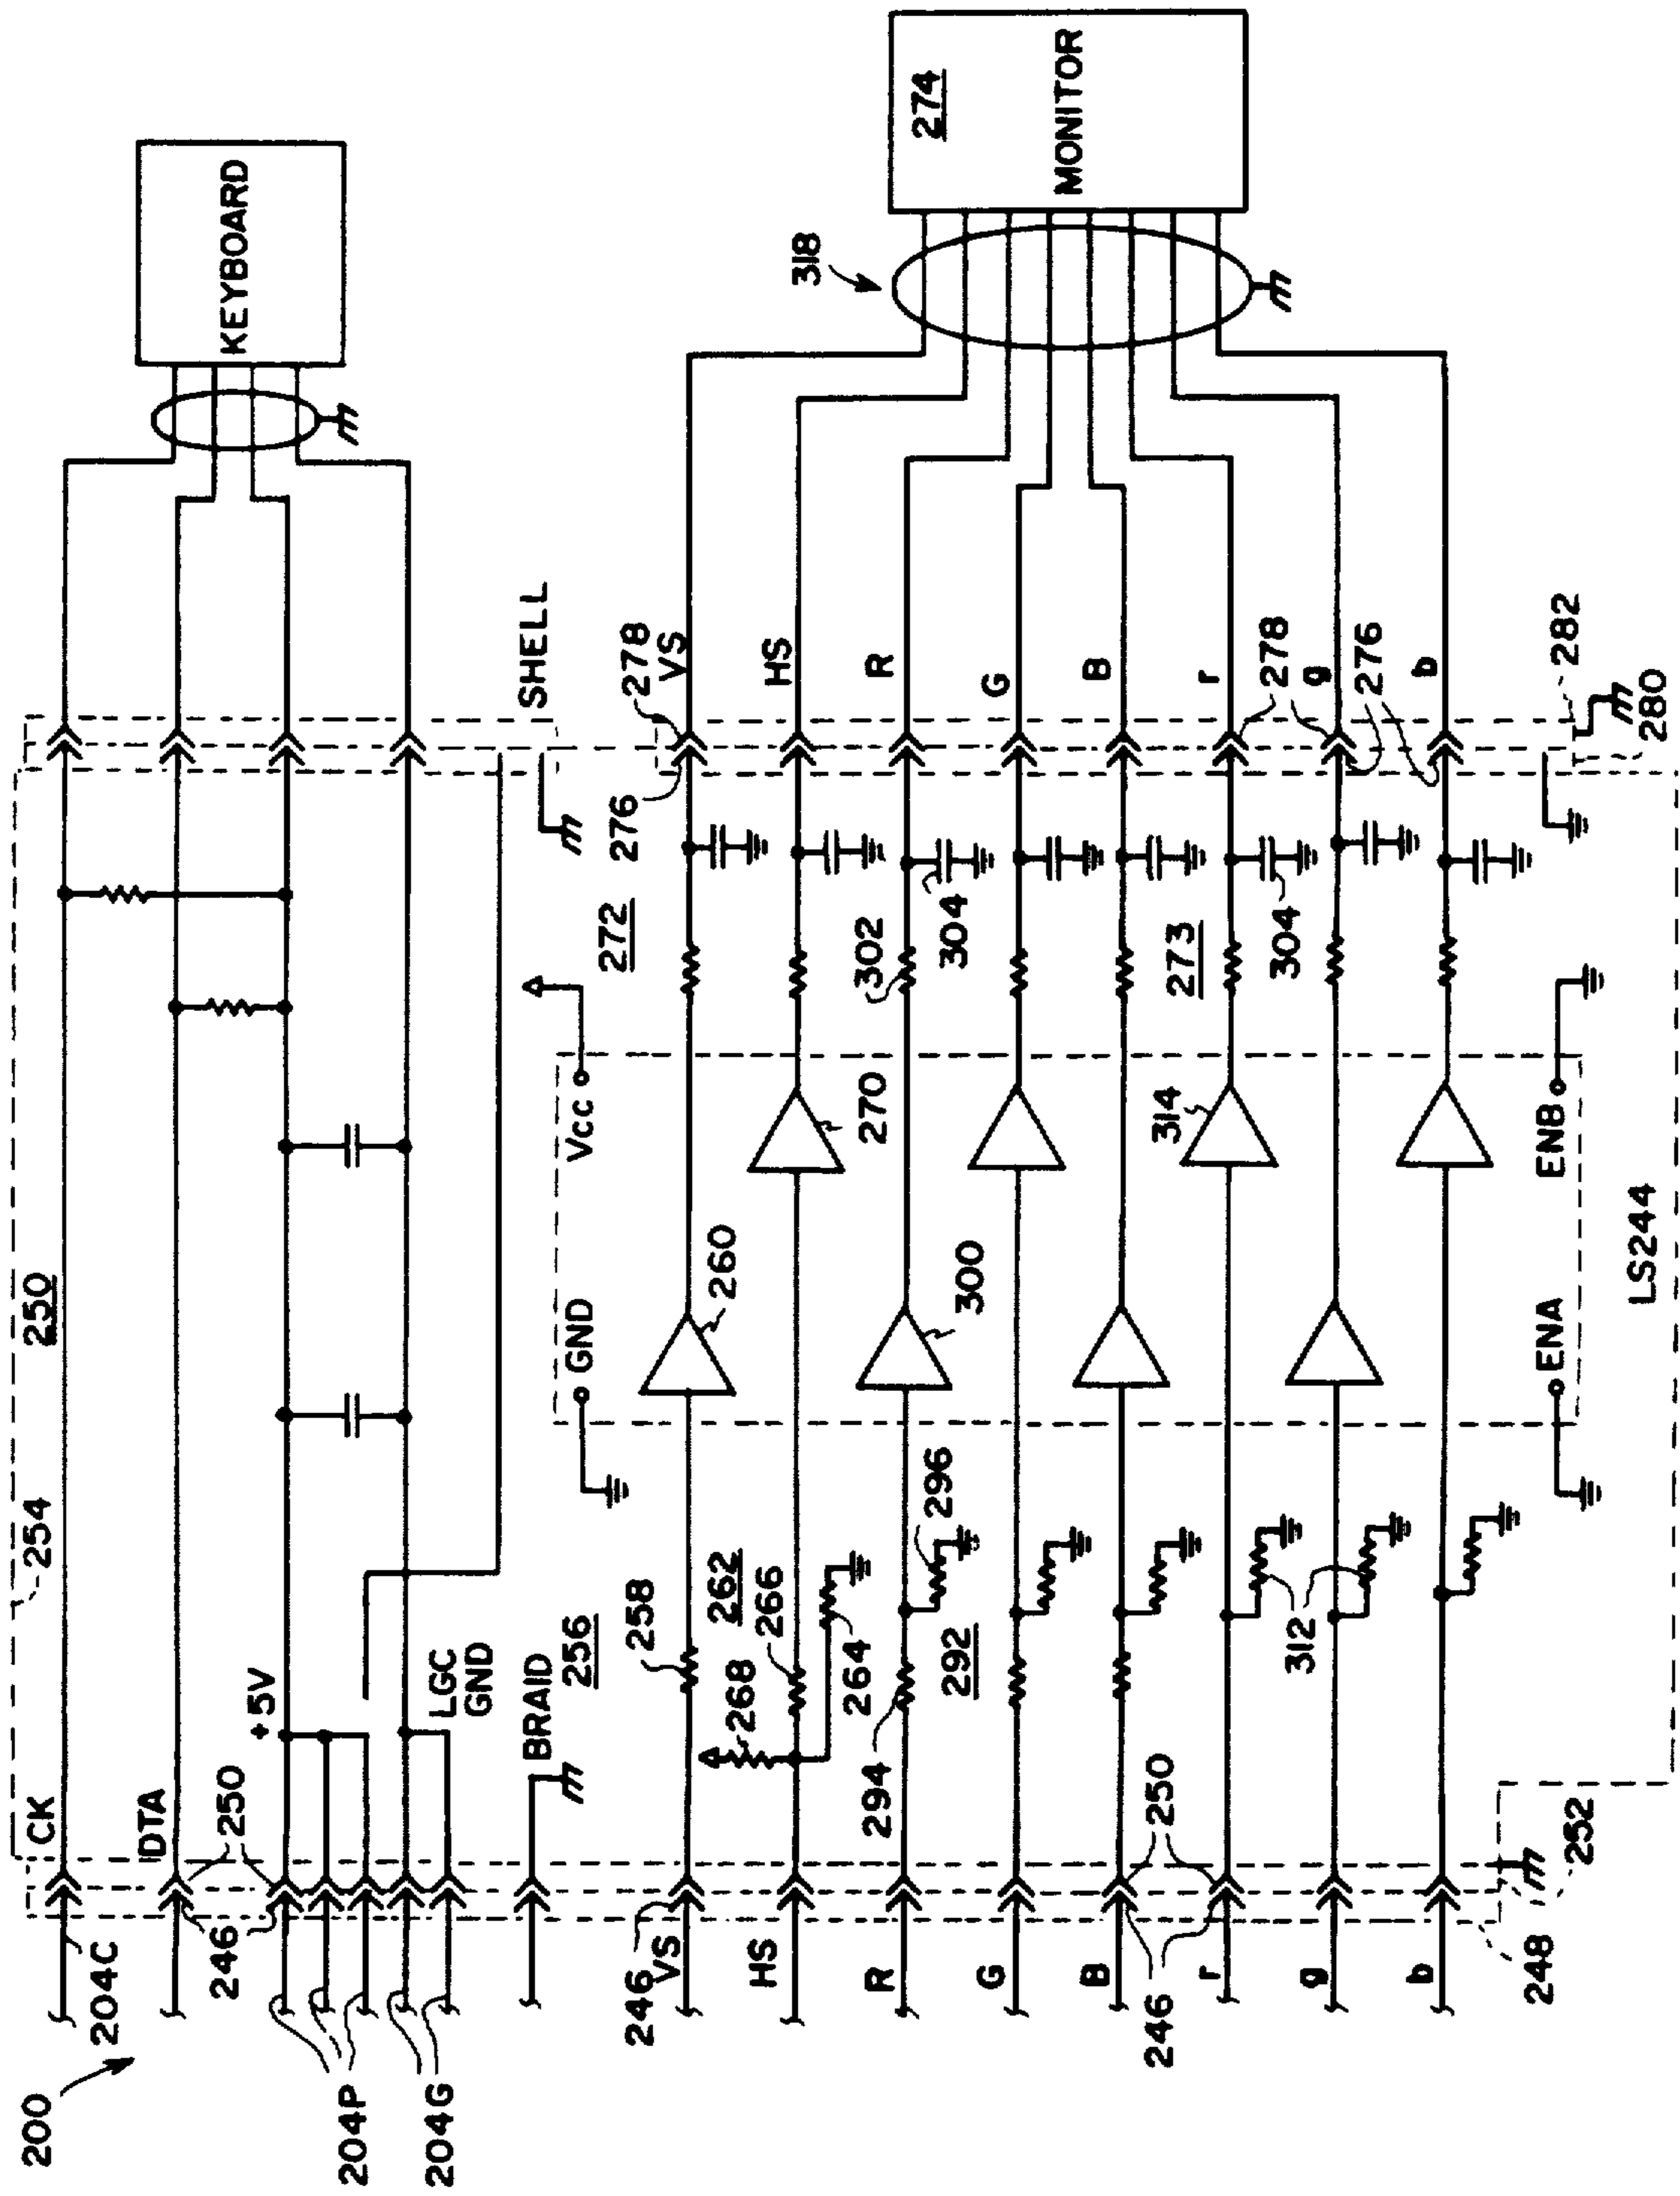 200
204C
204P
204G
246
250
CK
DTA
+5V
LGC
GND
BRAID
254
250
256
KEYBOARD
SHELL
246
VS
HS
R
G
B
r
g
b
246
250
248
252
258
262
268
266
264
294
292
296
312
GND
Vcc
260
270
300
314
ENA
ENB
LS244
272
302
304
273
304
276
278
VS
HS
R
G
B
r
g
b
278
276
282
280
318
274
MONITOR